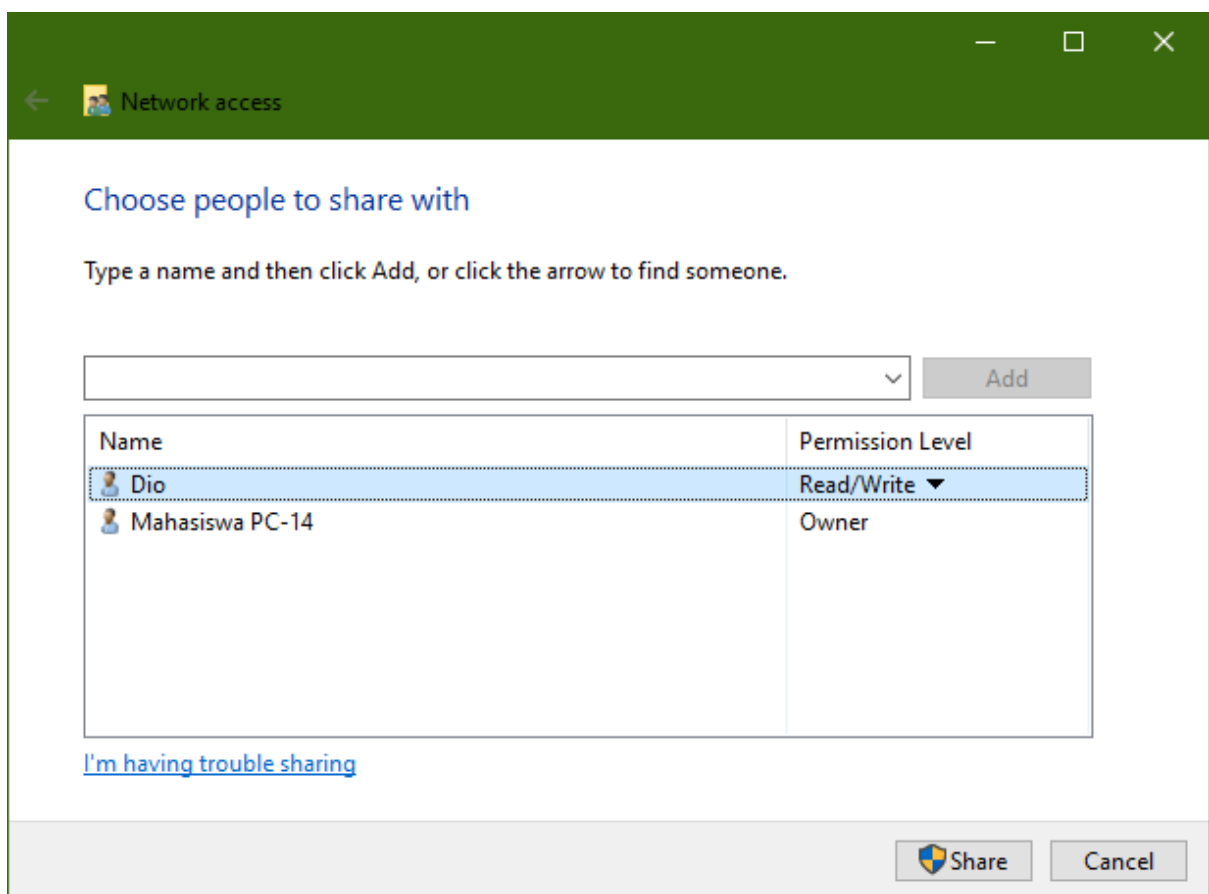 Network access
Choose people to share with
Type a name and then click Add, or click the arrow to find someone.
Add
Name Permission Level
Dio Read/Write
Mahasiswa PC-14 Owner
I'm having trouble sharing
Share Cancel